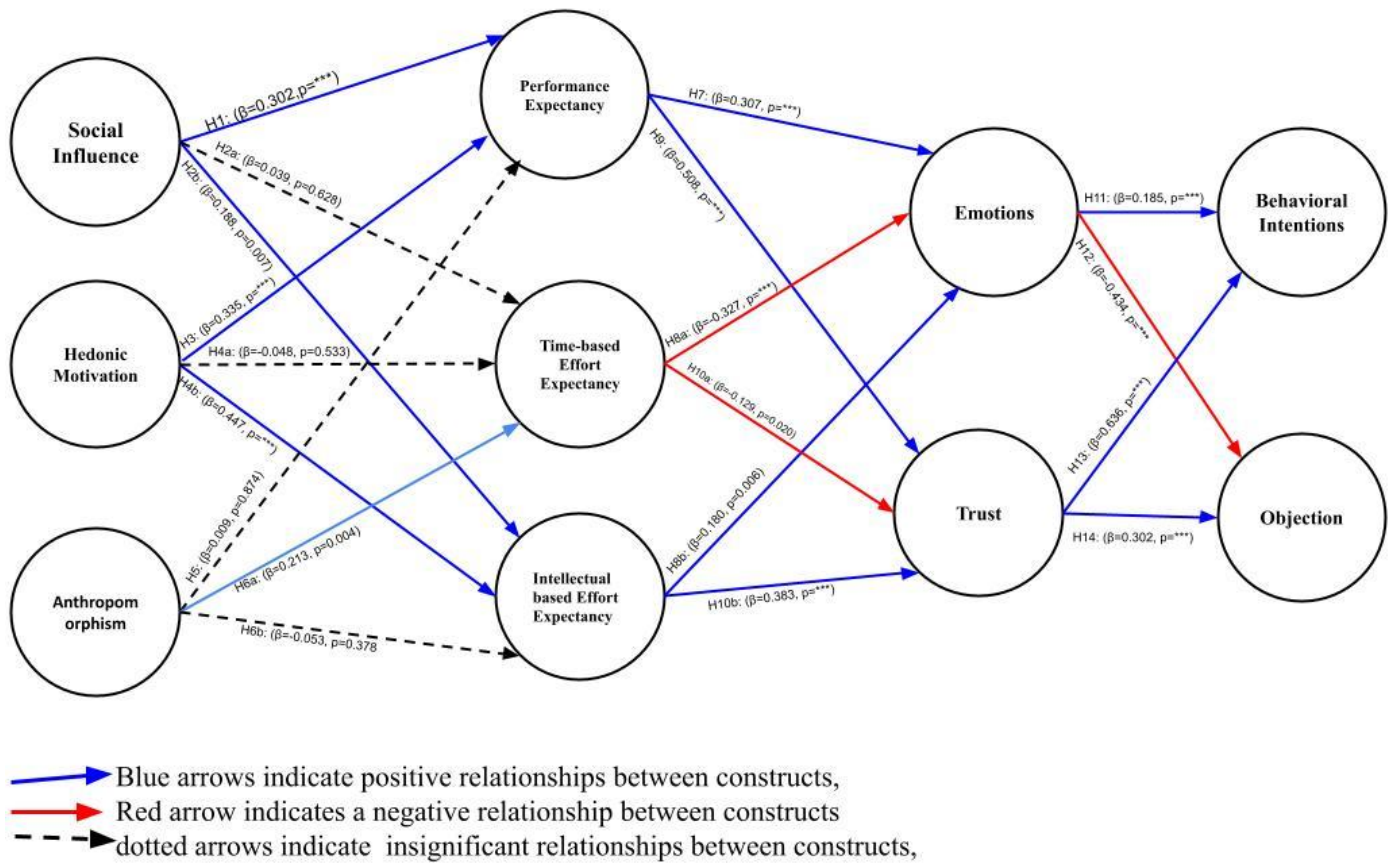 Social
Influence
Hedonic
Motivation
Anthropom
orphism
H1: (β=0.302,p=***)
H2a: (β=0.039, p=0.628)
H2b: (β=0.188, p=0.007)
H3: (β=0.335, p=***)
H4a: (β=-0.048, p=0.533)
H4b: (β=0.447, p=***)
H5: (β=0.009, p=0.874)
H6a: (β=0.213, p=0.004)
H6b: (β=-0.053, p=0.378
Performance
Expectancy
Time-based
Effort
Expectancy
Intellectual
based Effort
Expectancy
H7: (β=0.307, p=***)
H9: (β=0.508, p=***)
H8a: (β=-0.327, p=***)
H10a: (β=-0.129, p=0.020)
H8b: (β=0.180, p=0.006)
H10b: (β=0.383, p=***)
Emotions
Trust
H11: (β=0.185, p=***)
H12: (β=-0.434, p=***
H13: (β=0.636, p=***)
H14: (β=0.302, p=***)
Behavioral
Intentions
Objection
Blue arrows indicate positive relationships between constructs,
Red arrow indicates a negative relationship between constructs
dotted arrows indicate insignificant relationships between constructs,